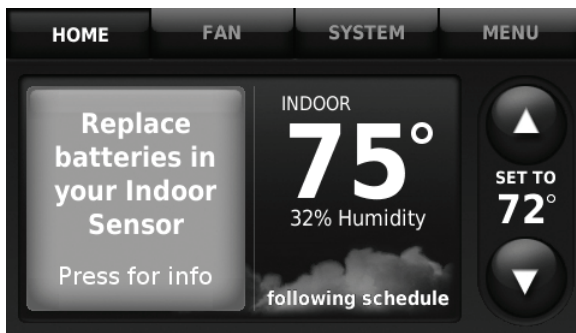 HOME
FAN
SYSTEM
MENU
Replace
batteries in
your Indoor
Sensor
Press for info
INDOOR
75°
32% Humidity
following schedule
SET TO
72°